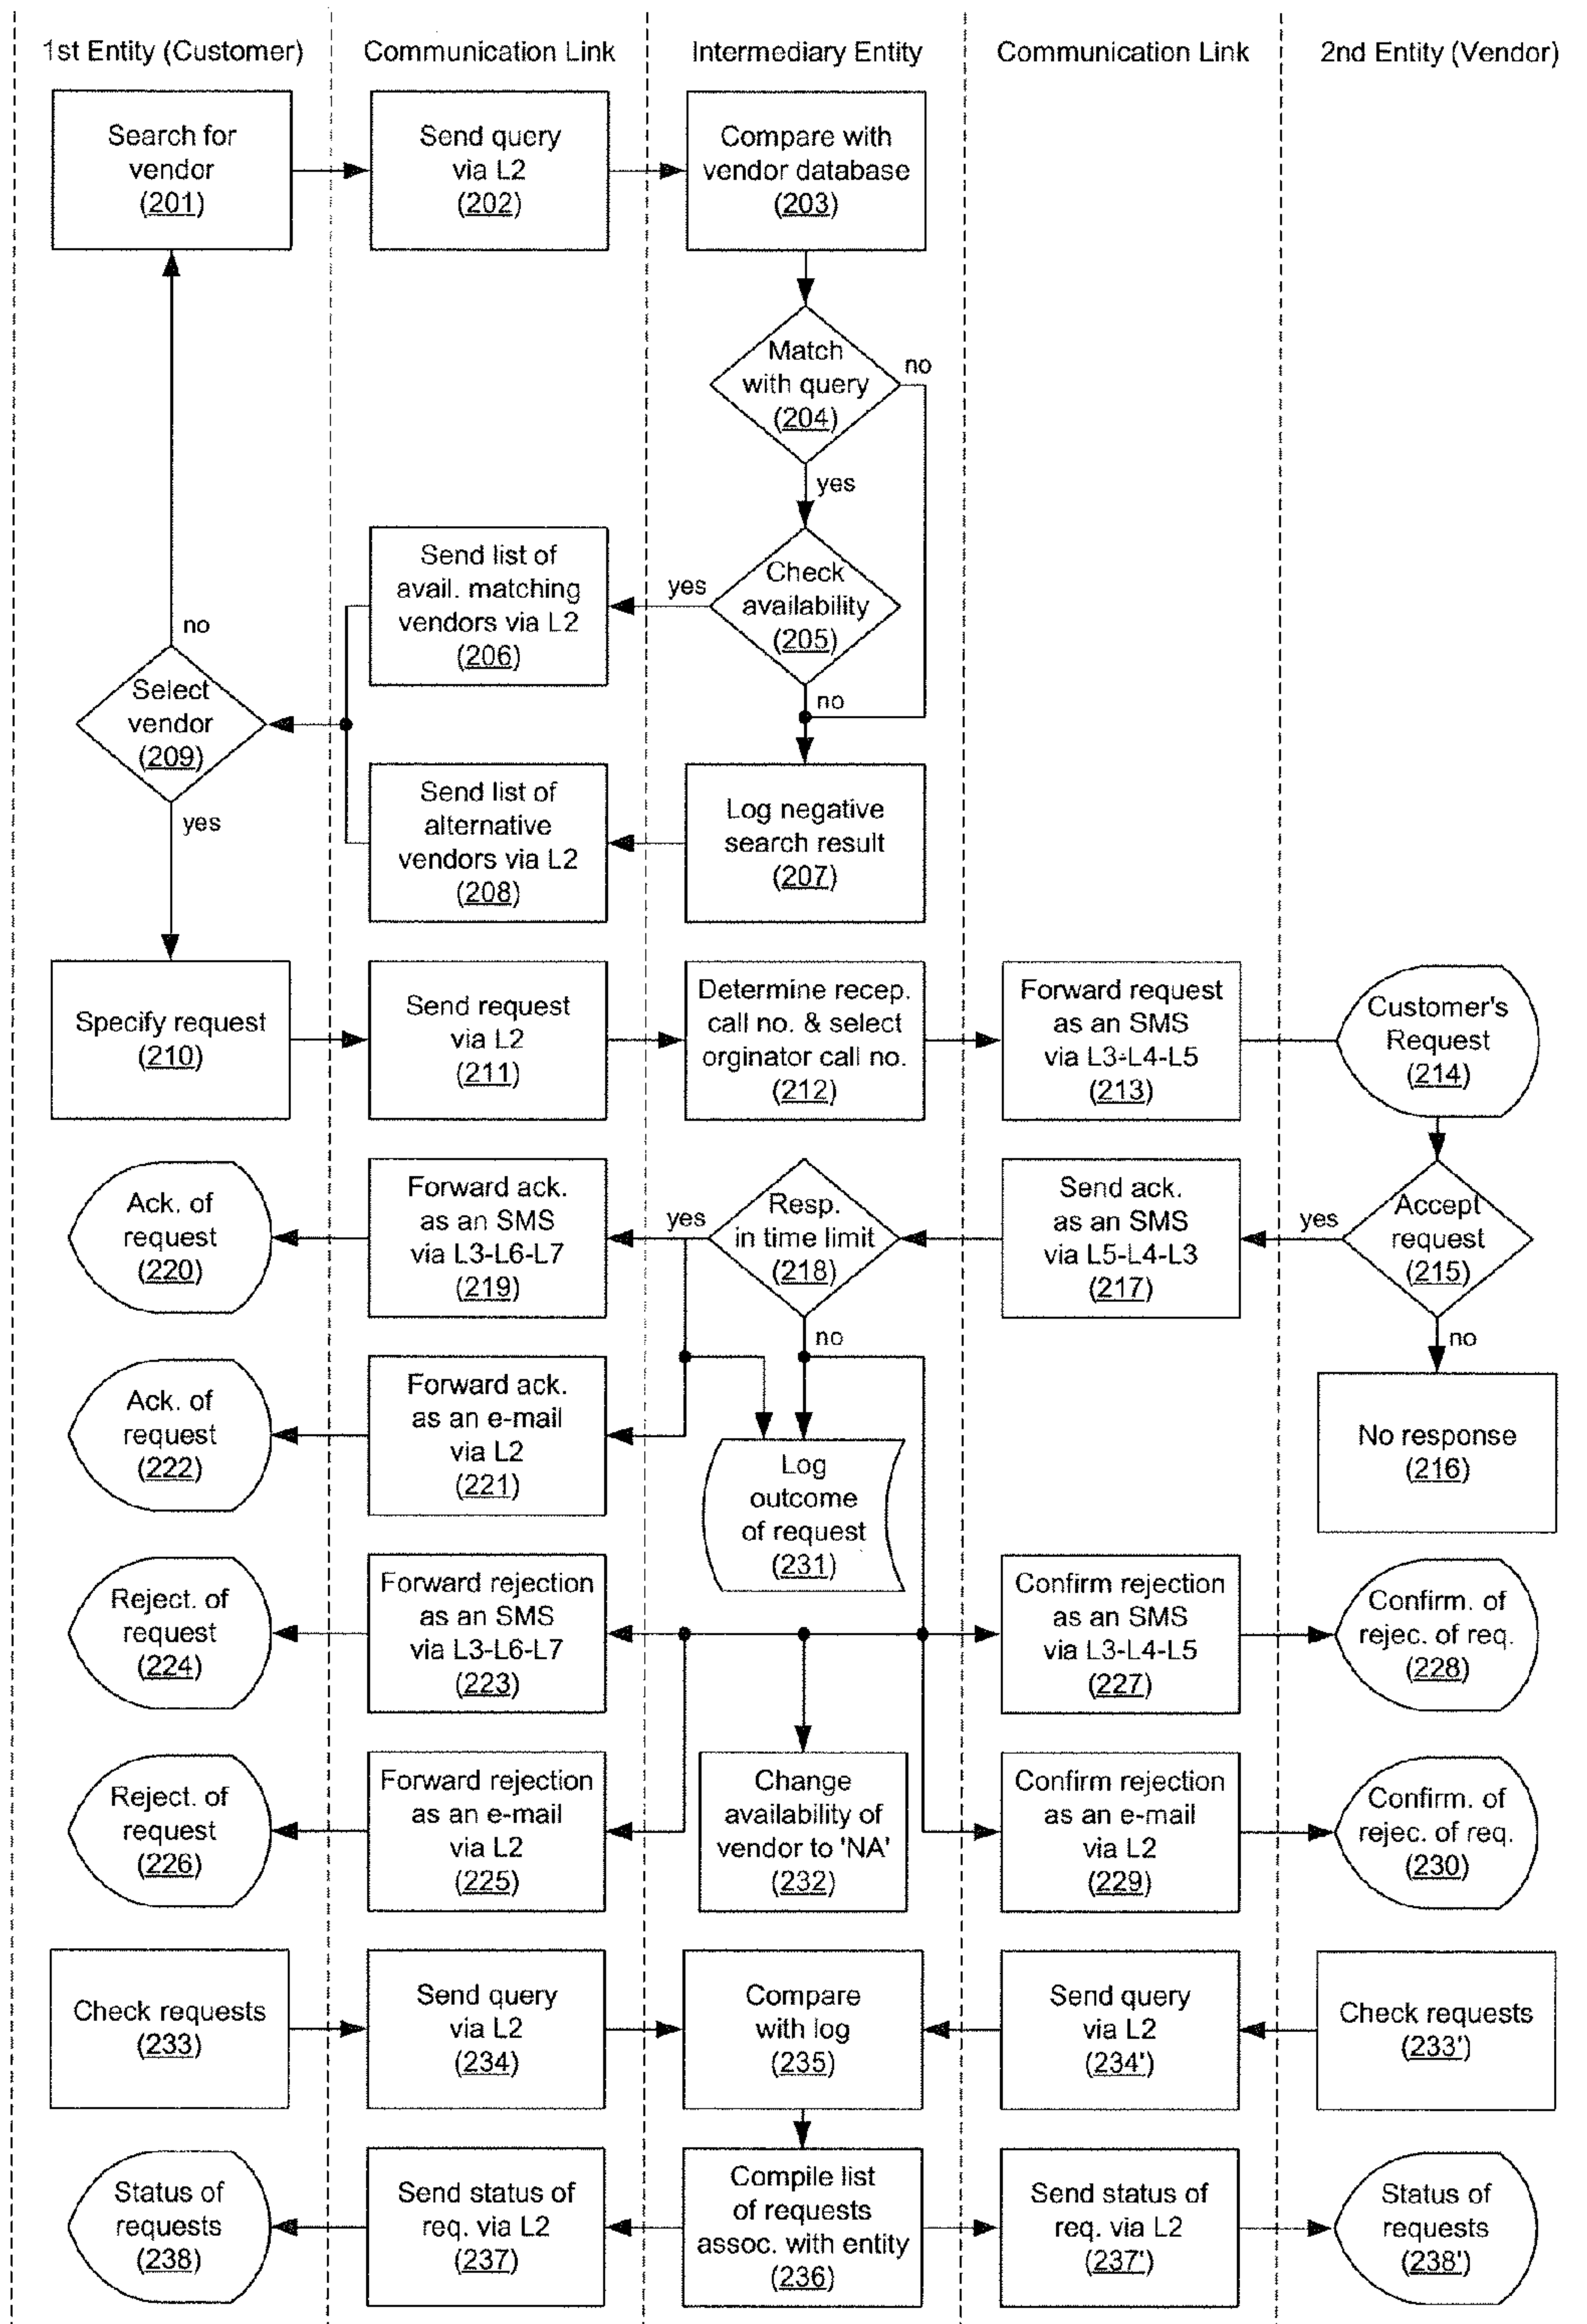 1st Entity (Customer)
Communication Link
Intermediary Entity
Communication Link
2nd Entity (Vendor)
Search for
vendor
(201)
Send query
via L2
(202)
Compare with
vendor database
(203)
Match
with query
(204)
no
yes
Send list of
avail. matching
vendors via L2
(206)
yes
Check
availability
(205)
no
no
Select
vendor
(209)
yes
Send list of
alternative
vendors via L2
(208)
Log negative
search result
(207)
Specify request
(210)
Send request
via L2
(211)
Determine recep.
call no. & select
orginator call no.
(212)
Forward request
as an SMS
via L3-L4-L5
(213)
Customer's
Request
(214)
Ack. of
request
(220)
Forward ack.
as an SMS
via L3-L6-L7
(219)
yes
Resp.
in time limit
(218)
no
Send ack.
as an SMS
via L5-L4-L3
(217)
yes
Accept
request
(215)
no
Ack. of
request
(222)
Forward ack.
as an e-mail
via L2
(221)
Log
outcome
of request
(231)
No response
(216)
Reject. of
request
(224)
Forward rejection
as an SMS
via L3-L6-L7
(223)
Confirm rejection
as an SMS
via L3-L4-L5
(227)
Confirm. of
rejec. of req.
(228)
Reject. of
request
(226)
Forward rejection
as an e-mail
via L2
(225)
Change
availability of
vendor to 'NA'
(232)
Confirm rejection
as an e-mail
via L2
(229)
Confirm. of
rejec. of req.
(230)
Check requests
(233)
Send query
via L2
(234)
Compare
with log
(235)
Send query
via L2
(234')
Check requests
(233')
Status of
requests
(238)
Send status of
req. via L2
(237)
Compile list
of requests
assoc. with entity
(236)
Send status of
req. via L2
(237')
Status of
requests
(238')